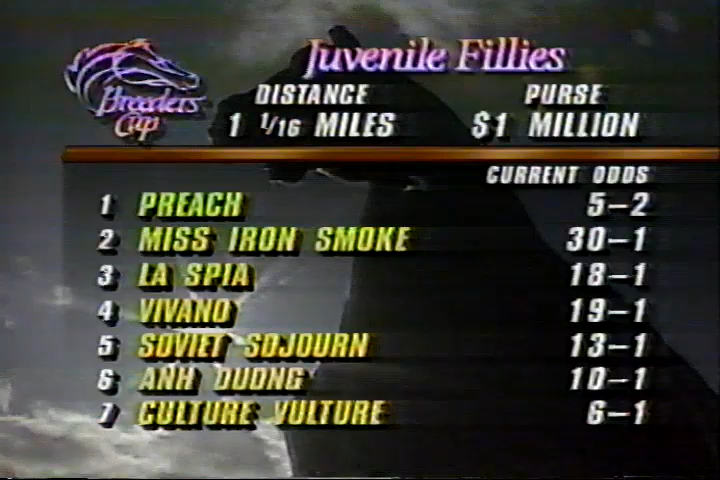 Juvenile Fillies
Breeders'
Cup
DISTANCE PURSE
1 1/16 MILES $1 MILLION
CURRENT ODDS
1 PREACH 5-2
2 MISS IRON SMOKE 30-1
3 LA SPIA 18-1
4 VIVANO 19-1
5 SOVIET SOJOURN 13-1
6 ANH DUONG 10-1
7 CULTURE VULTURE 6-1